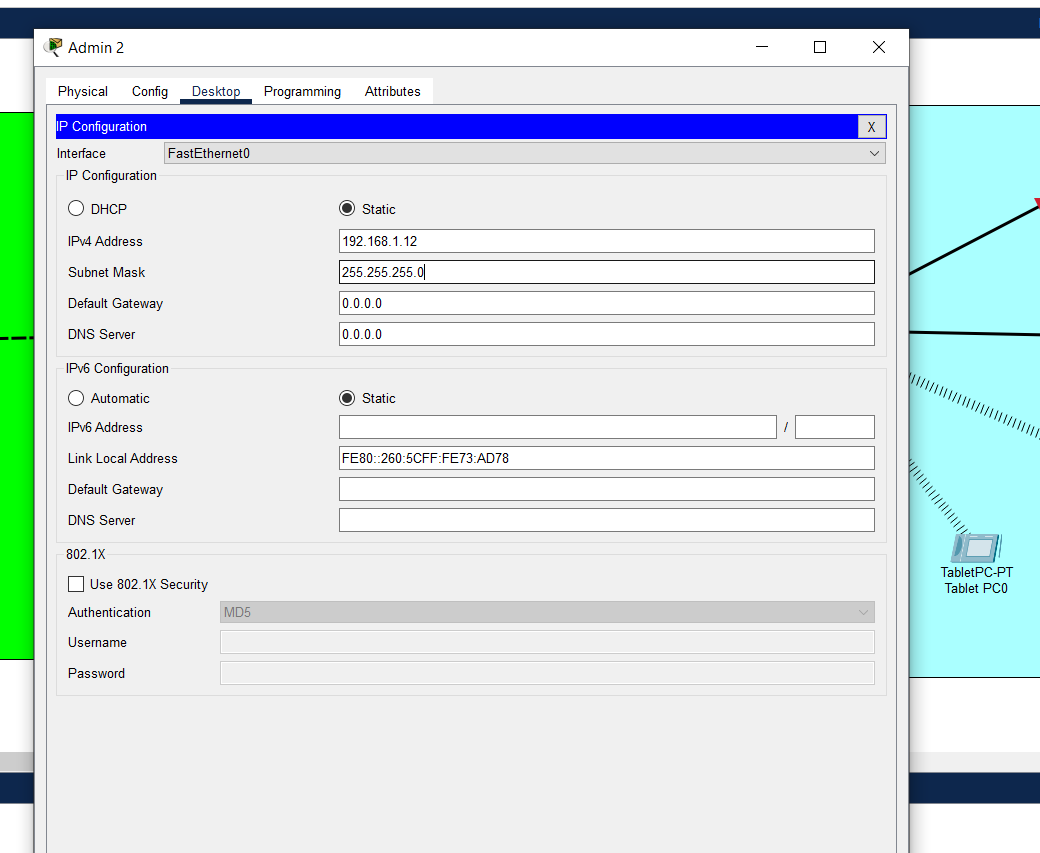 Admin 2
Physical Config Desktop Programming Attributes
IP Configuration X
Interface FastEthernet0
IP Configuration
DHCP Static
IPv4 Address 192.168.1.12
Subnet Mask 255.255.255.0
Default Gateway 0.0.0.0
DNS Server 0.0.0.0
IPv6 Configuration
Automatic Static
IPv6 Address /
Link Local Address FE80::260:5CFF:FE73:AD78
Default Gateway
DNS Server
802.1X
Use 802.1X Security
Authentication MD5
Username
Password
TabletPC-PT
Tablet PC0